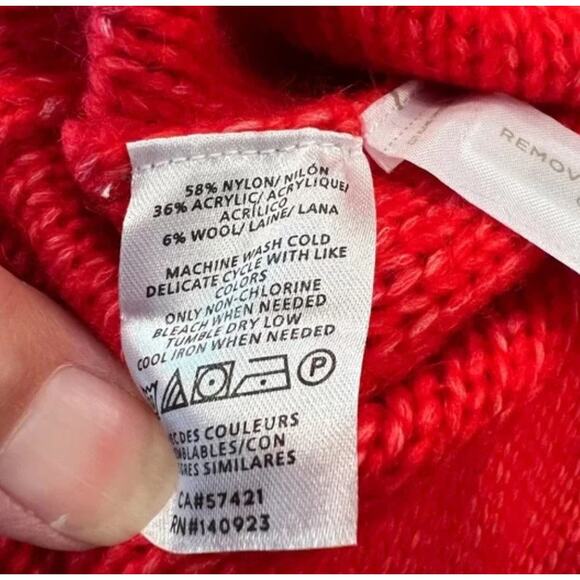 58% NYLON/ NILÓN
36% ACRYLIC/ ACRYLIQUE/
ACRÍLICO
6% WOOL/ LAINE/ LANA
MACHINE WASH COLD
DELICATE CYCLE WITH LIKE
COLORS
ONLY NON-CHLORINE
BLEACH WHEN NEEDED
TUMBLE DRY LOW
COOL IRON WHEN NEEDED
P
DES COULEURS
BLABLES/CON
RES SIMILARES
CA#57421
RN#140923
REMOV